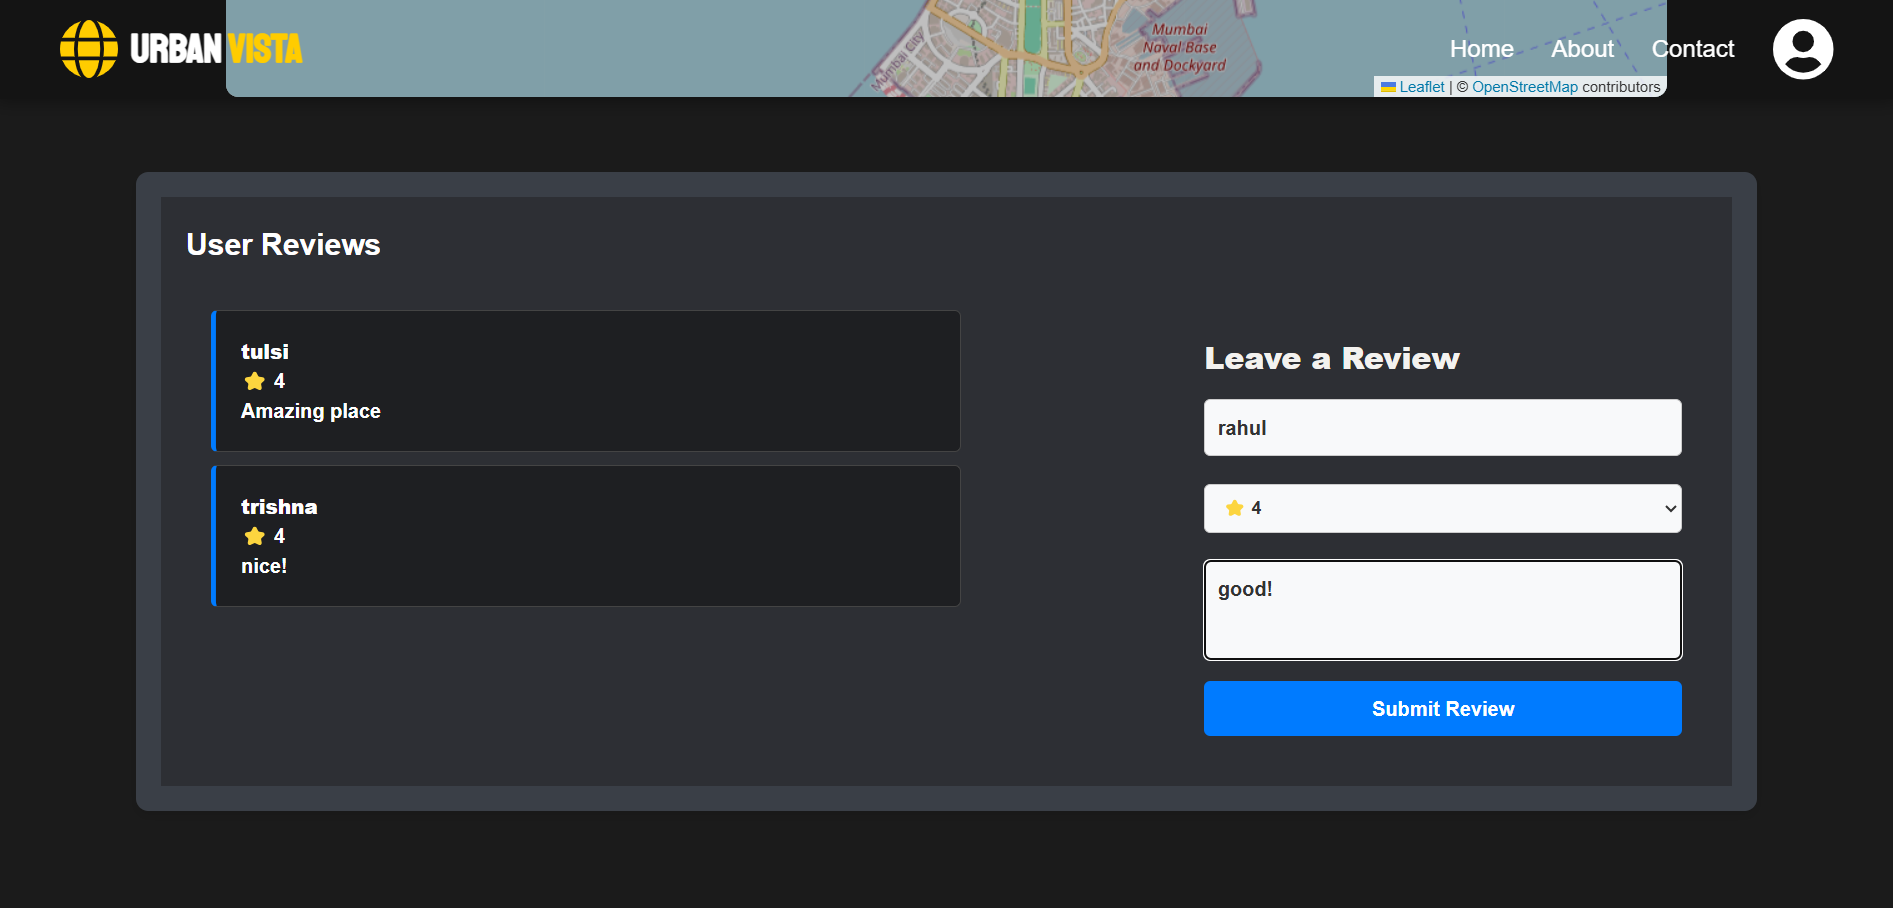 URBAN VISTA
Mumbai City
Mumbai
Naval Base
and Dockyard
Home About Contact
Leaflet | © OpenStreetMap contributors
User Reviews
tulsi
4
Amazing place
trishna
4
nice!
Leave a Review
rahul
4
good!
Submit Review